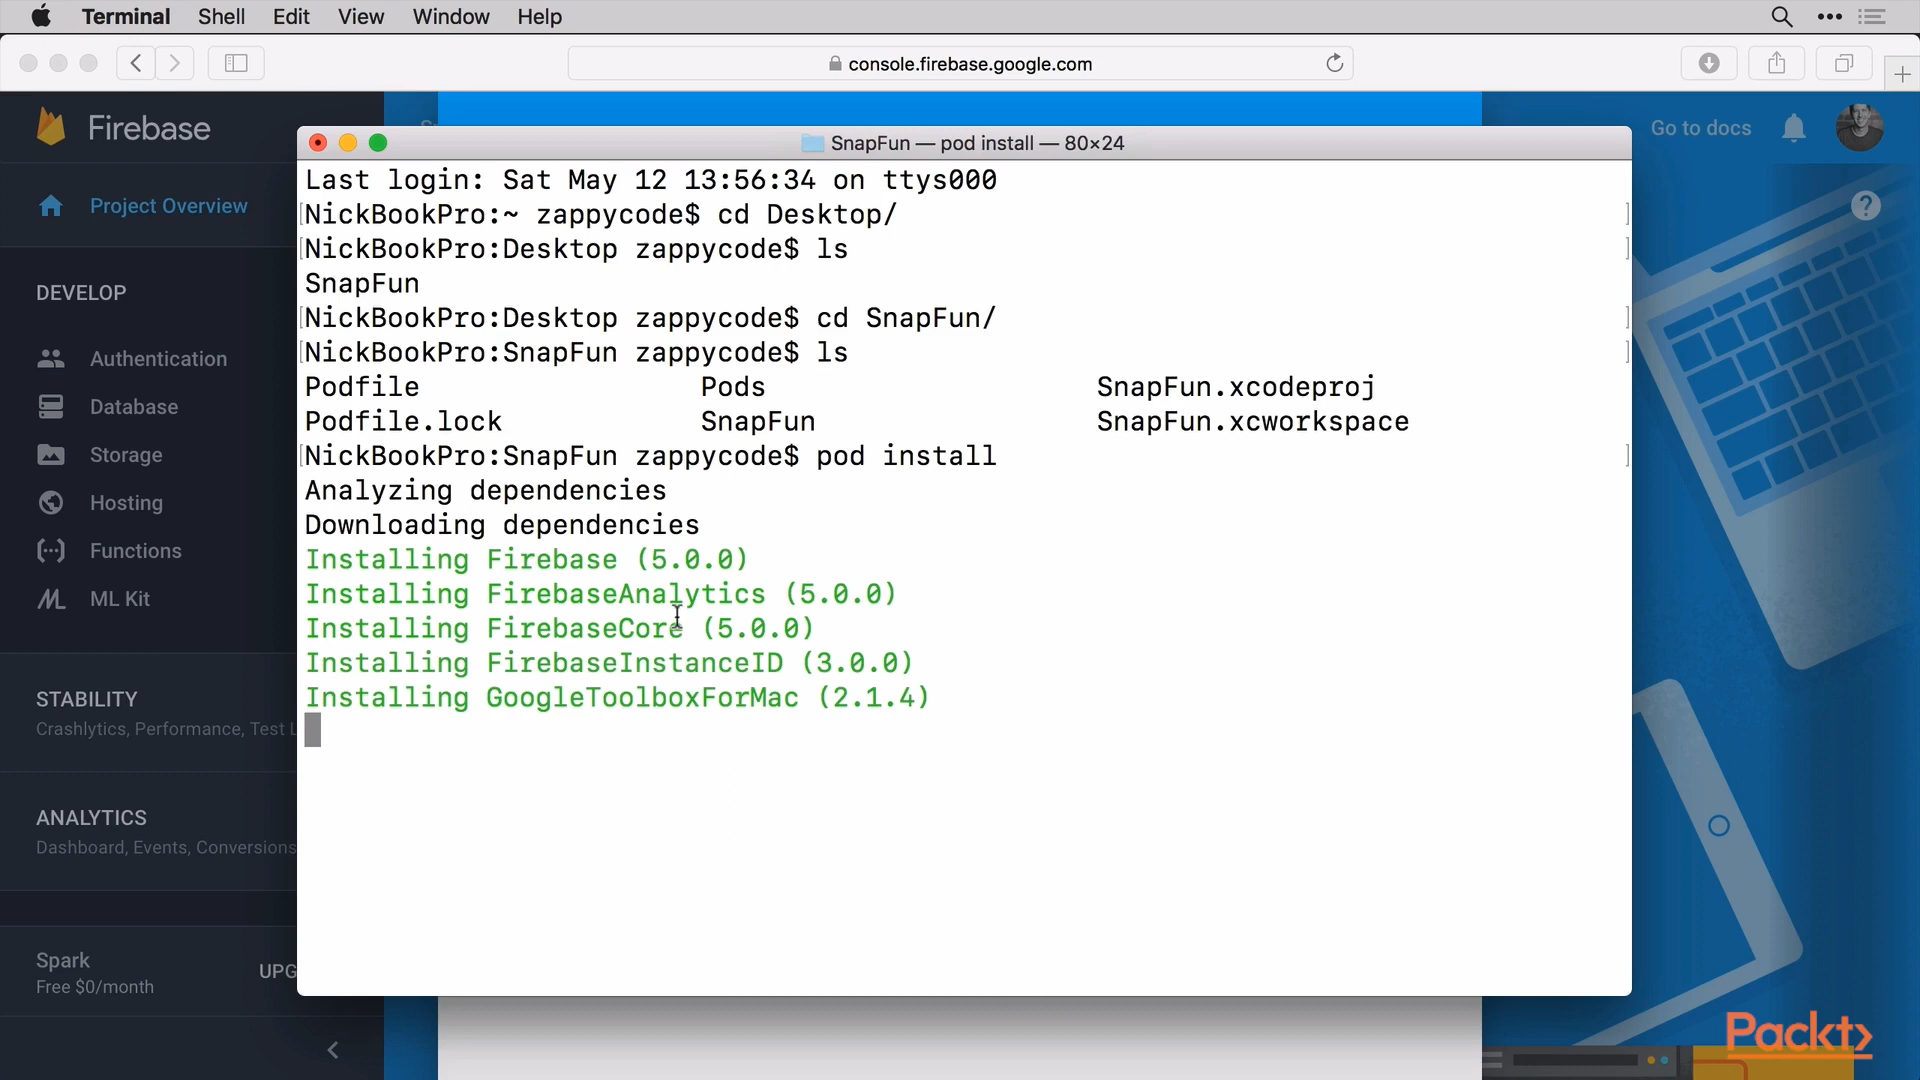 Terminal Shell Edit View Window Help
console.firebase.google.com
Firebase
Go to docs
Project Overview
DEVELOP
Authentication
Database
Storage
Hosting
Functions
ML Kit
STABILITY
Crashlytics, Performance, Test L
ANALYTICS
Dashboard, Events, Conversions
Spark
Free $0/month
UPG
SnapFun — pod install — 80×24
Last login: Sat May 12 13:56:34 on ttys000
[NickBookPro:~ zappycode$ cd Desktop/ ]
[NickBookPro:Desktop zappycode$ ls ]
SnapFun
[NickBookPro:Desktop zappycode$ cd SnapFun/ ]
[NickBookPro:SnapFun zappycode$ ls ]
Podfile Pods SnapFun.xcodeproj
Podfile.lock SnapFun SnapFun.xcworkspace
[NickBookPro:SnapFun zappycode$ pod install ]
Analyzing dependencies
Downloading dependencies
Installing Firebase (5.0.0)
Installing FirebaseAnalytics (5.0.0)
Installing FirebaseCore (5.0.0)
Installing FirebaseInstanceID (3.0.0)
Installing GoogleToolboxForMac (2.1.4)
Packt>